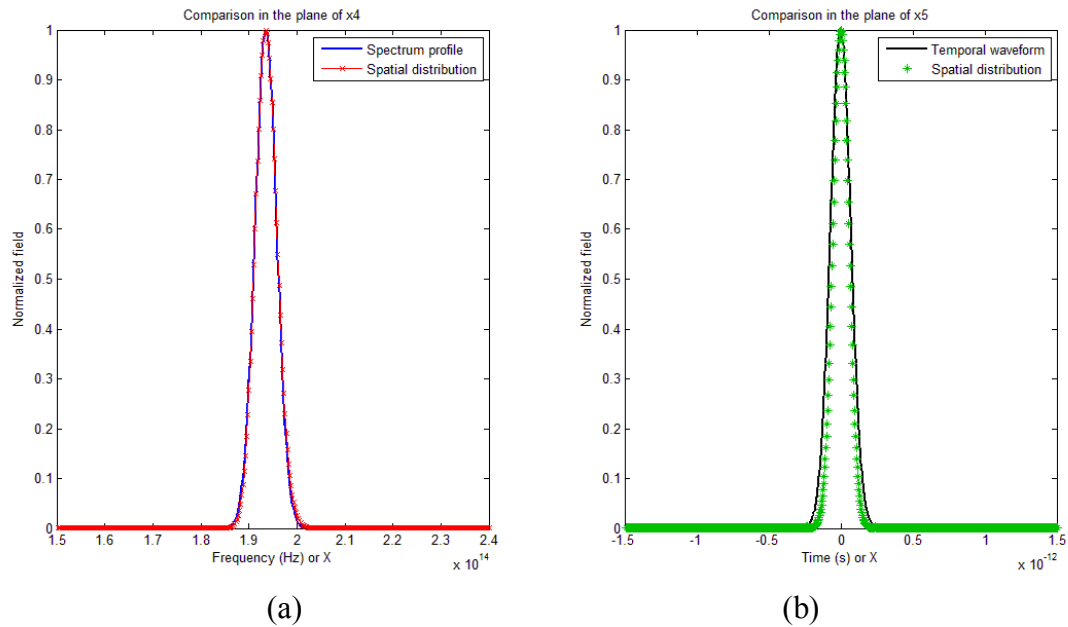 Comparison in the plane of x4
Spectrum profile
Spatial distribution
Normalized field
1
0.9
0.8
0.7
0.6
0.5
0.4
0.3
0.2
0.1
0
1.5 1.6 1.7 1.8 1.9 2 2.1 2.2 2.3 2.4
Frequency (Hz) or X
x 10^14
(a)
Comparison in the plane of x5
Temporal waveform
Spatial distribution
Normalized field
1
0.9
0.8
0.7
0.6
0.5
0.4
0.3
0.2
0.1
0
-1.5 -1 -0.5 0 0.5 1 1.5
Time (s) or X
x 10^-12
(b)